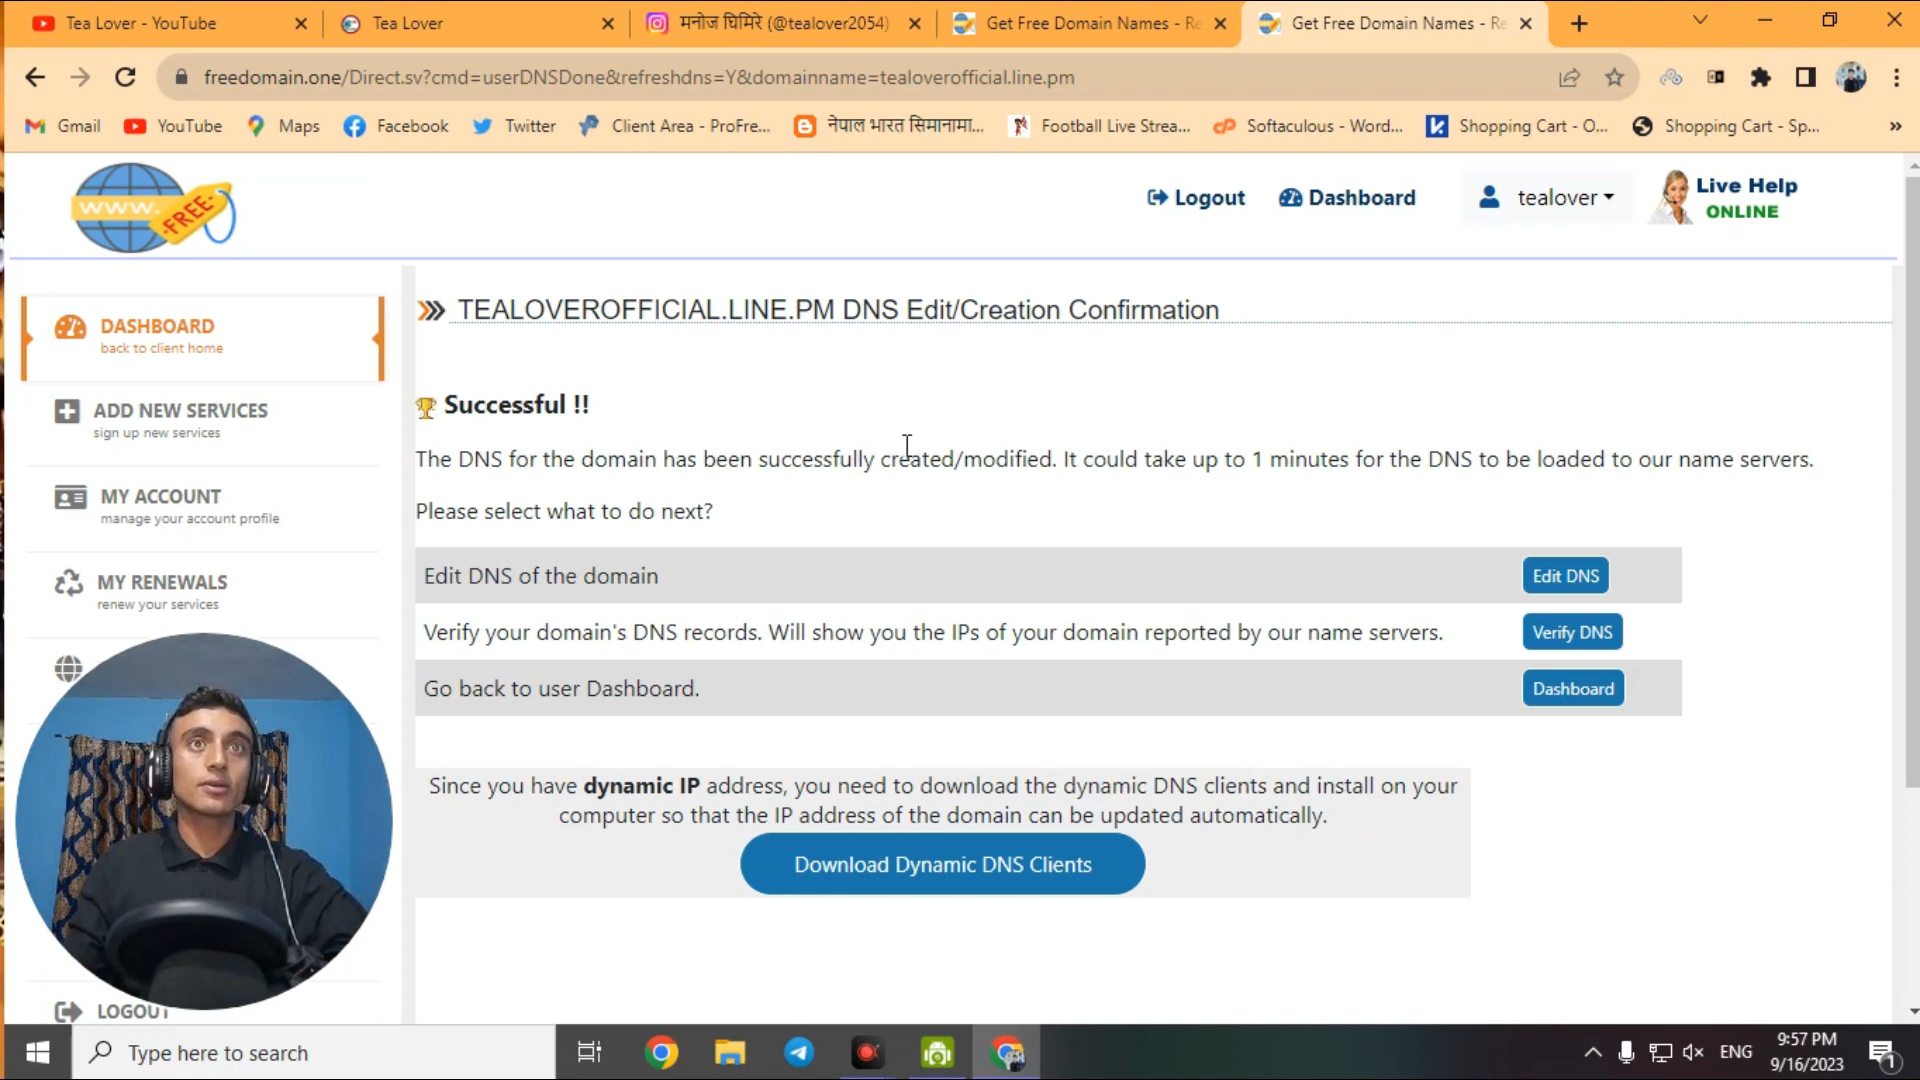 Tea Lover - YouTube
Tea Lover
मनोज घिमिरे (@tealover2054)
Get Free Domain Names - Re
Get Free Domain Names - Re
freedomain.one/Direct.sv?cmd=userDNSDone&refreshdns=Y&domainname=tealoverofficial.line.pm
Gmail
YouTube
Maps
Facebook
Twitter
Client Area - ProFre...
नेपाल भारत सिमानामा...
Football Live Strea...
Softaculous - Word...
Shopping Cart - O...
Shopping Cart - Sp...
www. FREE
Logout
Dashboard
tealover
Live Help
ONLINE
DASHBOARD
back to client home
ADD NEW SERVICES
sign up new services
MY ACCOUNT
manage your account profile
MY RENEWALS
renew your services
LOGOUT
TEALOVEROFFICIAL.LINE.PM DNS Edit/Creation Confirmation
Successful !!
The DNS for the domain has been successfully created/modified. It could take up to 1 minutes for the DNS to be loaded to our name servers.
Please select what to do next?
Edit DNS of the domain
Edit DNS
Verify your domain's DNS records. Will show you the IPs of your domain reported by our name servers.
Verify DNS
Go back to user Dashboard.
Dashboard
Since you have dynamic IP address, you need to download the dynamic DNS clients and install on your
computer so that the IP address of the domain can be updated automatically.
Download Dynamic DNS Clients
Type here to search
ENG
9:57 PM
9/16/2023
1